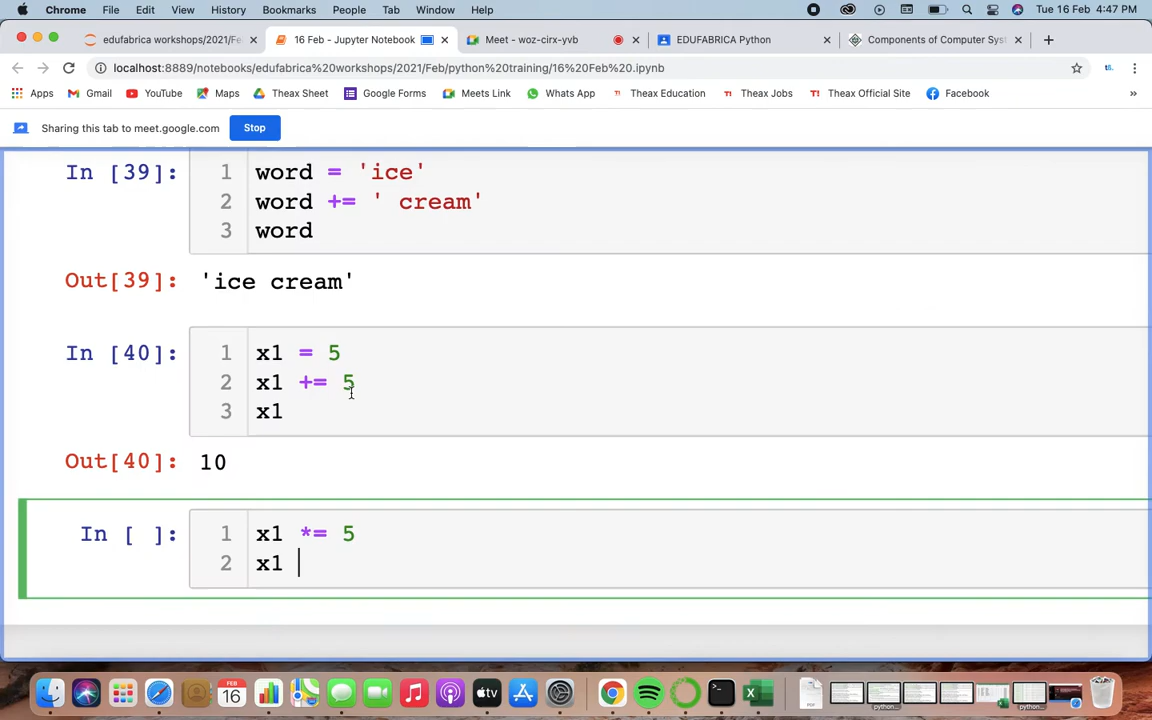 Chrome File Edit View History Bookmarks People Tab Window Help Tue 16 Feb 4:47 PM
edufabrica workshops/2021/Fe 16 Feb - Jupyter Notebook Meet - woz-cirx-yvb EDUFABRICA Python Components of Computer Sys
localhost:8889/notebooks/edufabrica%20workshops/2021/Feb/python%20training/16%20Feb%20.ipynb
Apps Gmail YouTube Maps Theax Sheet Google Forms Meets Link Whats App Theax Education Theax Jobs Theax Official Site Facebook »
Sharing this tab to meet.google.com Stop
In [39]: 1 word = 'ice'
2 word += ' cream'
3 word
Out[39]: 'ice cream'
In [40]: 1 x1 = 5
2 x1 += 5
3 x1
Out[40]: 10
In [ ]: 1 x1 *= 5
2 x1
FEB
16
python...
python...